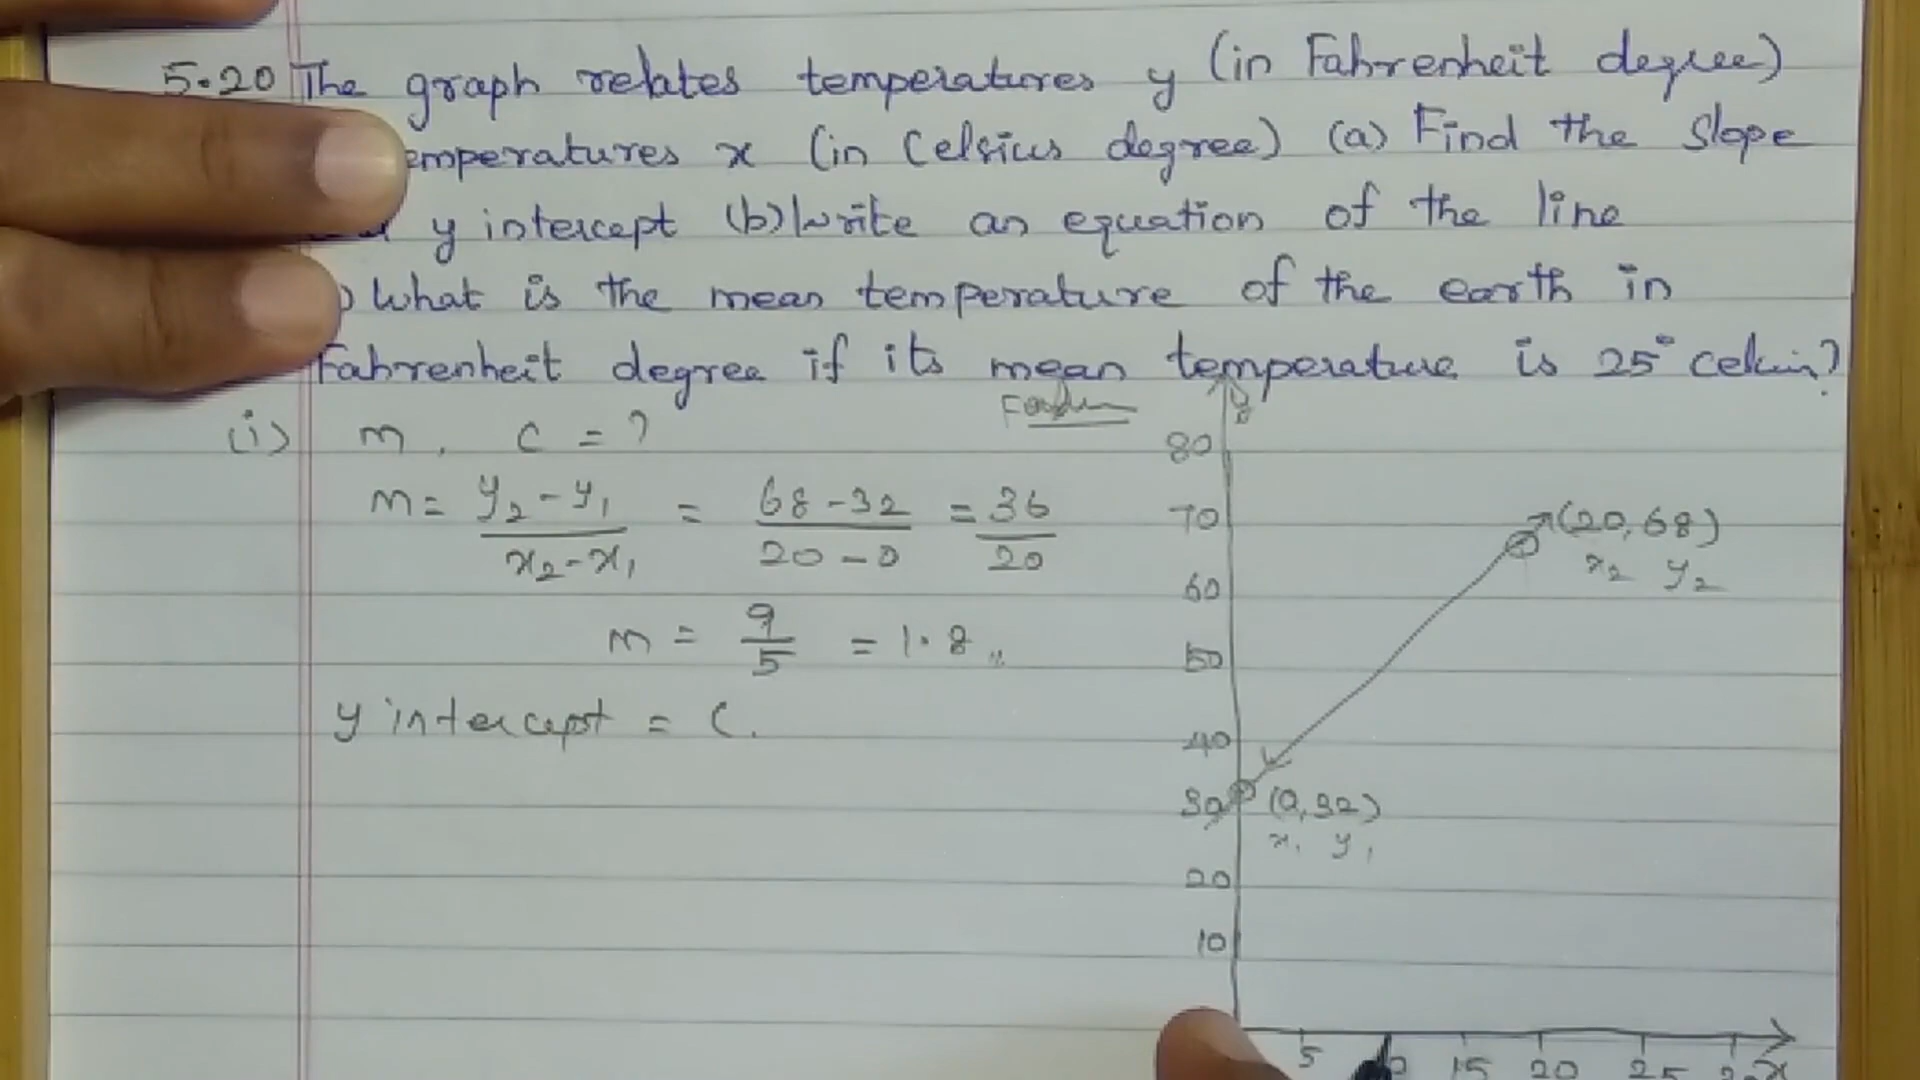 5.20 The graph relates temperatures y (in Fahrenheit degree)
emperatures x (in Celsius degree) (a) Find the slope
y intercept (b) Write an equation of the line
) What is the mean temperature of the earth in
Fahrenheit degree if its mean temperature is 25°
(i) m, c = ?
m = y₂ - y₁ / x₂ - x₁ = 68 - 32 / 20 - 0 = 36 / 20
m = 9/5 = 1.8
y intercept = C.
y
80
70
(20, 68)
x₂ y₂
60
50
40
30
(0, 32)
x₁ y₁
20
10
5 15 20 25 x